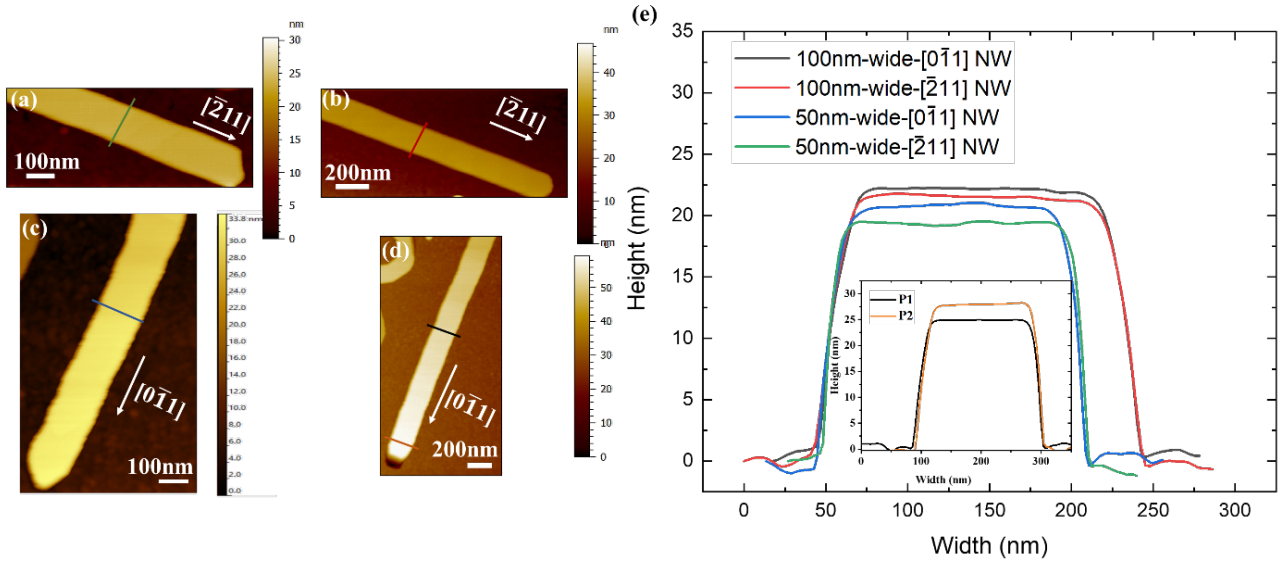 (a)
[2̅11]
100nm
nm
30
20
10
0
(b)
[2̅11]
200nm
nm
40
30
20
10
nm
(c)
[01̅1]
100nm
33.8 nm
30.0
28.0
26.0
24.0
22.0
20.0
18.0
16.0
14.0
12.0
10.0
8.0
6.0
4.0
2.0
0.0
(d)
[01̅1]
200nm
50
40
30
20
10
0
(e)
100nm-wide-[01̅1] NW
100nm-wide-[2̅11] NW
50nm-wide-[01̅1] NW
50nm-wide-[2̅11] NW
Height (nm)
35
30
25
20
15
10
5
0
0 50 100 150 200 250 300
Width (nm)
P1
P2
Height (nm)
30
25
20
15
10
5
0
0 100 200 300
Width (nm)